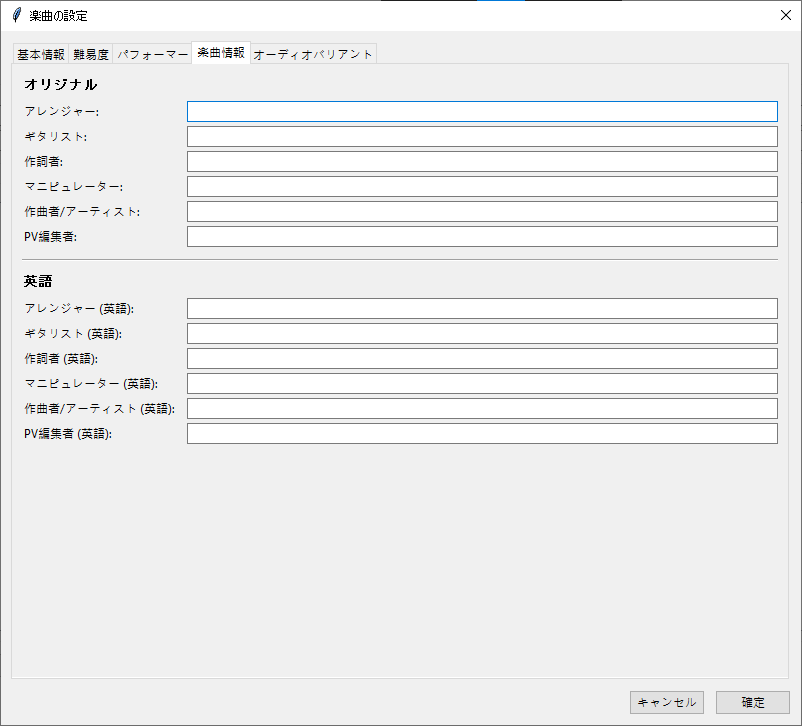 楽曲の設定
基本情報 難易度 パフォーマー 楽曲情報 オーディオバリアント
オリジナル
アレンジャー:
ギタリスト:
作詞者:
マニピュレーター:
作曲者/アーティスト:
PV編集者:
英語
アレンジャー (英語):
ギタリスト (英語):
作詞者 (英語):
マニピュレーター (英語):
作曲者/アーティスト (英語):
PV編集者 (英語):
キャンセル 確定